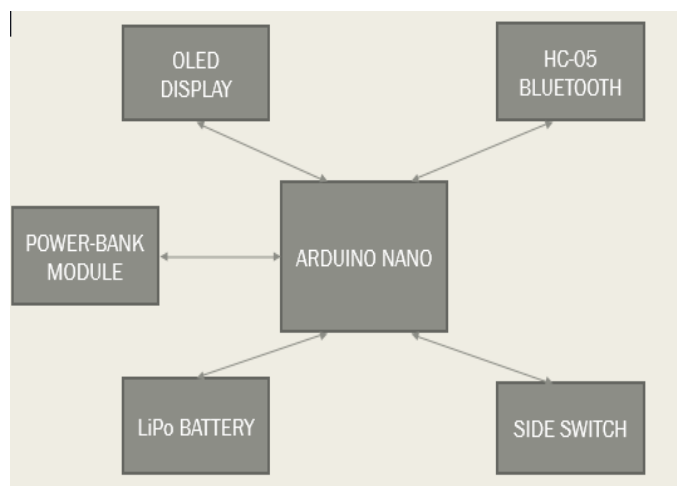 OLED
DISPLAY
HC-05
BLUETOOTH
POWER-BANK
MODULE
ARDUINO NANO
LiPo BATTERY
SIDE SWITCH